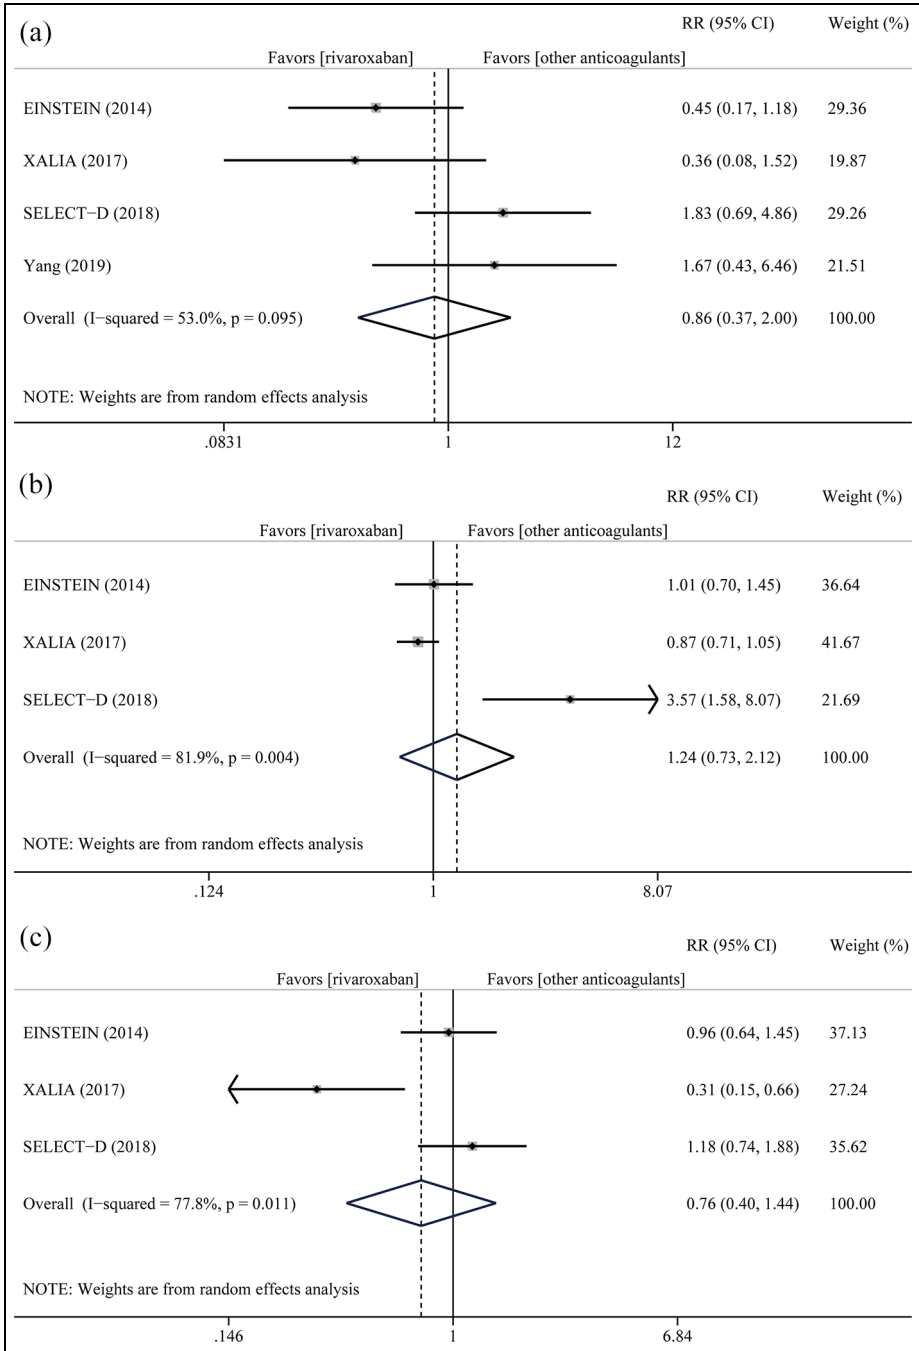 (a)
RR (95% CI) Weight (%)
Favors [rivaroxaban] Favors [other anticoagulants]
EINSTEIN (2014) 0.45 (0.17, 1.18) 29.36
XALIA (2017) 0.36 (0.08, 1.52) 19.87
SELECT−D (2018) 1.83 (0.69, 4.86) 29.26
Yang (2019) 1.67 (0.43, 6.46) 21.51
Overall (I−squared = 53.0%, p = 0.095) 0.86 (0.37, 2.00) 100.00
NOTE: Weights are from random effects analysis
.0831 1 12
(b)
RR (95% CI) Weight (%)
Favors [rivaroxaban] Favors [other anticoagulants]
EINSTEIN (2014) 1.01 (0.70, 1.45) 36.64
XALIA (2017) 0.87 (0.71, 1.05) 41.67
SELECT−D (2018) 3.57 (1.58, 8.07) 21.69
Overall (I−squared = 81.9%, p = 0.004) 1.24 (0.73, 2.12) 100.00
NOTE: Weights are from random effects analysis
.124 1 8.07
(c)
RR (95% CI) Weight (%)
Favors [rivaroxaban] Favors [other anticoagulants]
EINSTEIN (2014) 0.96 (0.64, 1.45) 37.13
XALIA (2017) 0.31 (0.15, 0.66) 27.24
SELECT−D (2018) 1.18 (0.74, 1.88) 35.62
Overall (I−squared = 77.8%, p = 0.011) 0.76 (0.40, 1.44) 100.00
NOTE: Weights are from random effects analysis
.146 1 6.84